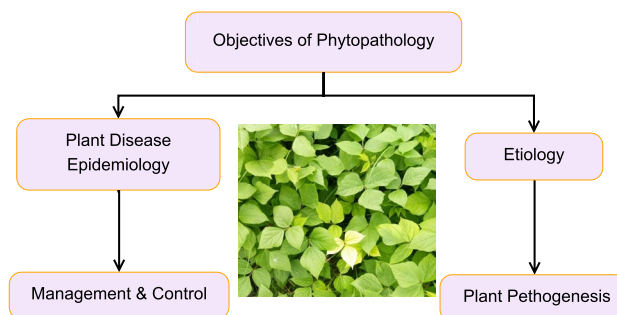 Objectives of Phytopathology
Plant Disease
Epidemiology
Etiology
Management & Control
Plant Pethogenesis